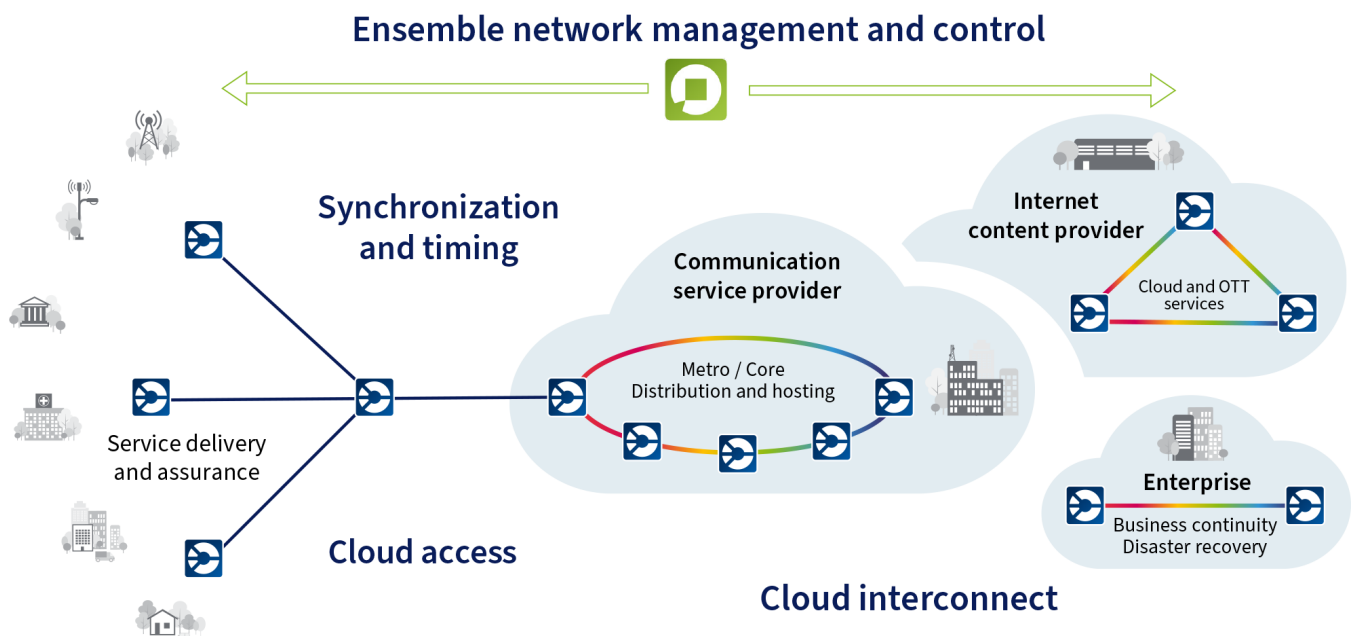 Ensemble network management and control
Synchronization
and timing
Internet
content provider
Cloud and OTT
services
Communication
service provider
Metro / Core
Distribution and hosting
Service delivery
and assurance
Enterprise
Business continuity
Disaster recovery
Cloud access
Cloud interconnect